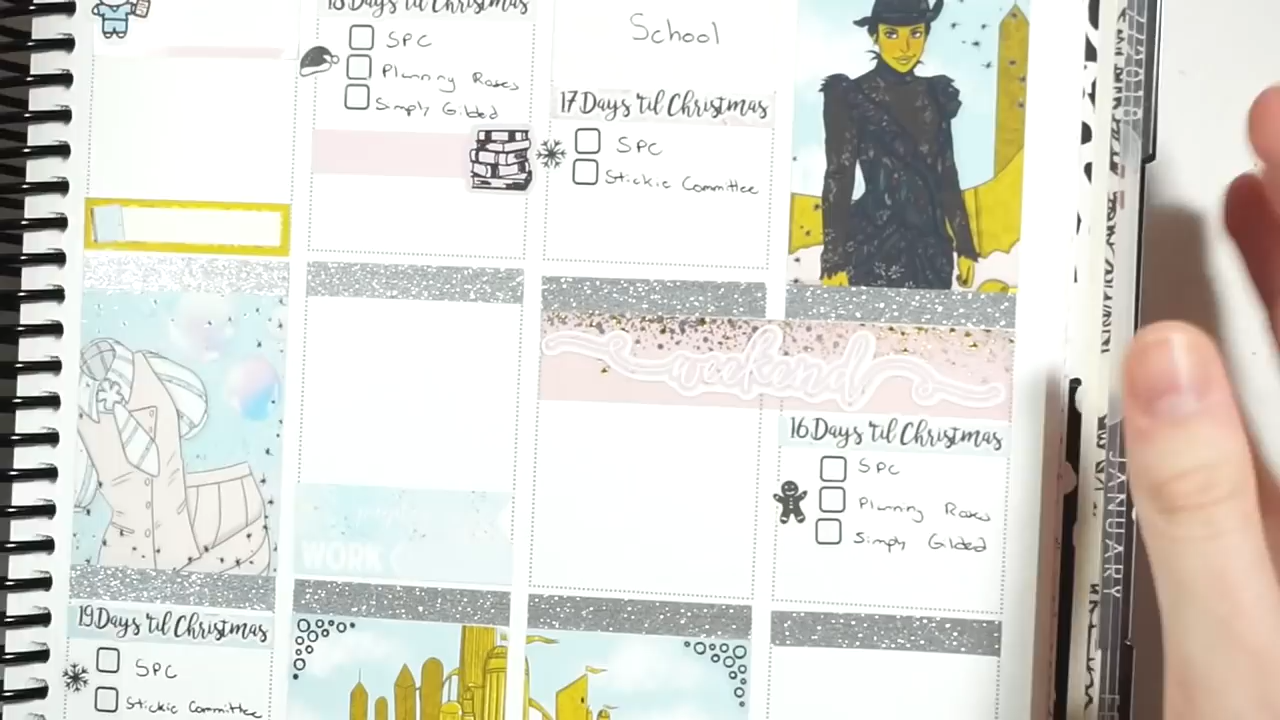 18 Days 'til Christmas
SPC
Planning Roses
Simply Gilded
School
17 Days 'til Christmas
SPC
Stickie Committee
weekend
16 Days 'til Christmas
SPC
Planning Roses
Simply Gilded
WORK
19 Days 'til Christmas
SPC
Stickie Committee
JANUARY